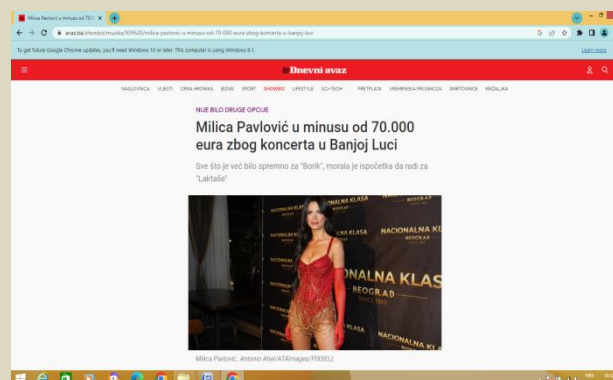 Milica Pavlović u minusu od 70.0
avaz.ba/showbiz/muzika/939620/milica-pavlovic-u-minusu-od-70-000-eura-zbog-koncerta-u-banjoj-luci
To get future Google Chrome updates, you'll need Windows 10 or later. This computer is using Windows 8.1.
Learn more
Dnevni avaz
NASLOVNICA VIJESTI CRNA HRONIKA BIZNIS SPORT SHOWBIZ LIFESTYLE SCI-TECH PRETPLATA VREMENSKA PROGNOZA SMRTOVNICE KRIŽALJKA
NIJE BILO DRUGE OPCIJE
Milica Pavlović u minusu od 70.000
eura zbog koncerta u Banjoj Luci
Sve što je već bilo spremno za "Borik", morala je ispočetka da radi za
"Laktaše"
NACIONALNA KLASA
BEOGRAD
NACIONALNA KL
BEOGRAD
ONALNA KLAS
BEOGRAD
NACIONALNA KL
Milica Pavlović. Antonio Ahel/ATAImages/PIXSELL